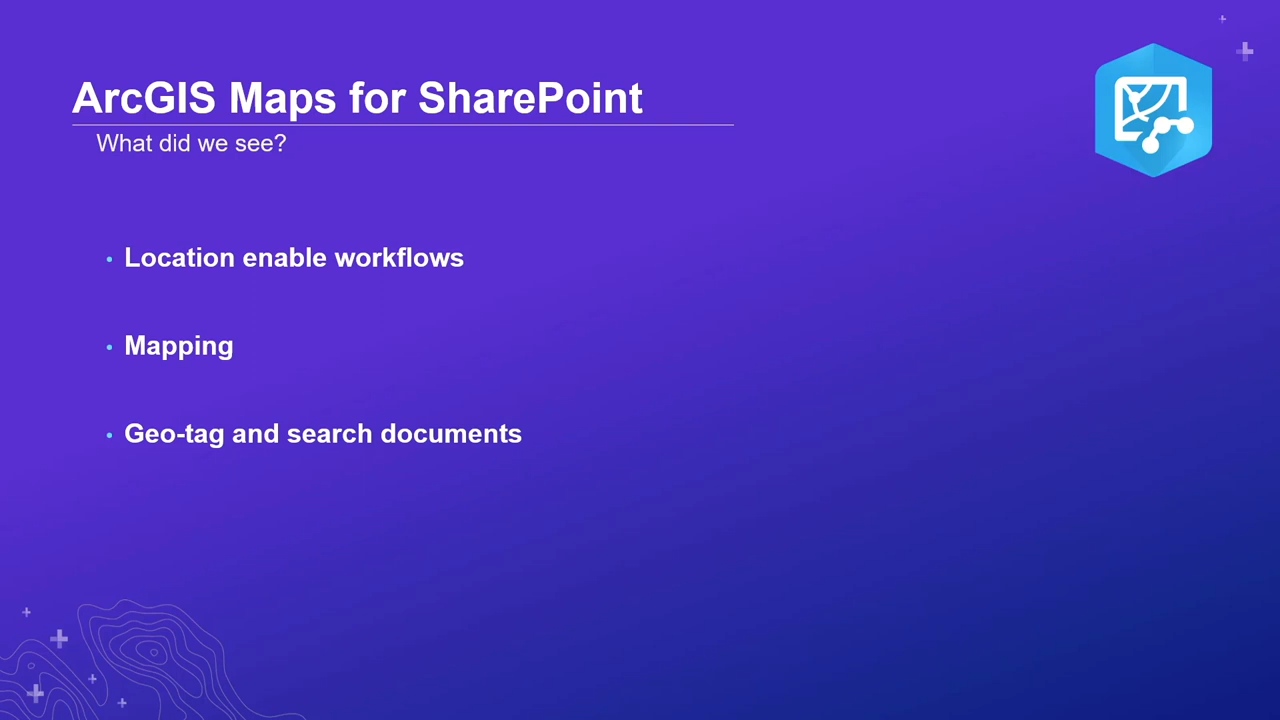 ArcGIS Maps for SharePoint
What did we see?
• Location enable workflows
• Mapping
• Geo-tag and search documents